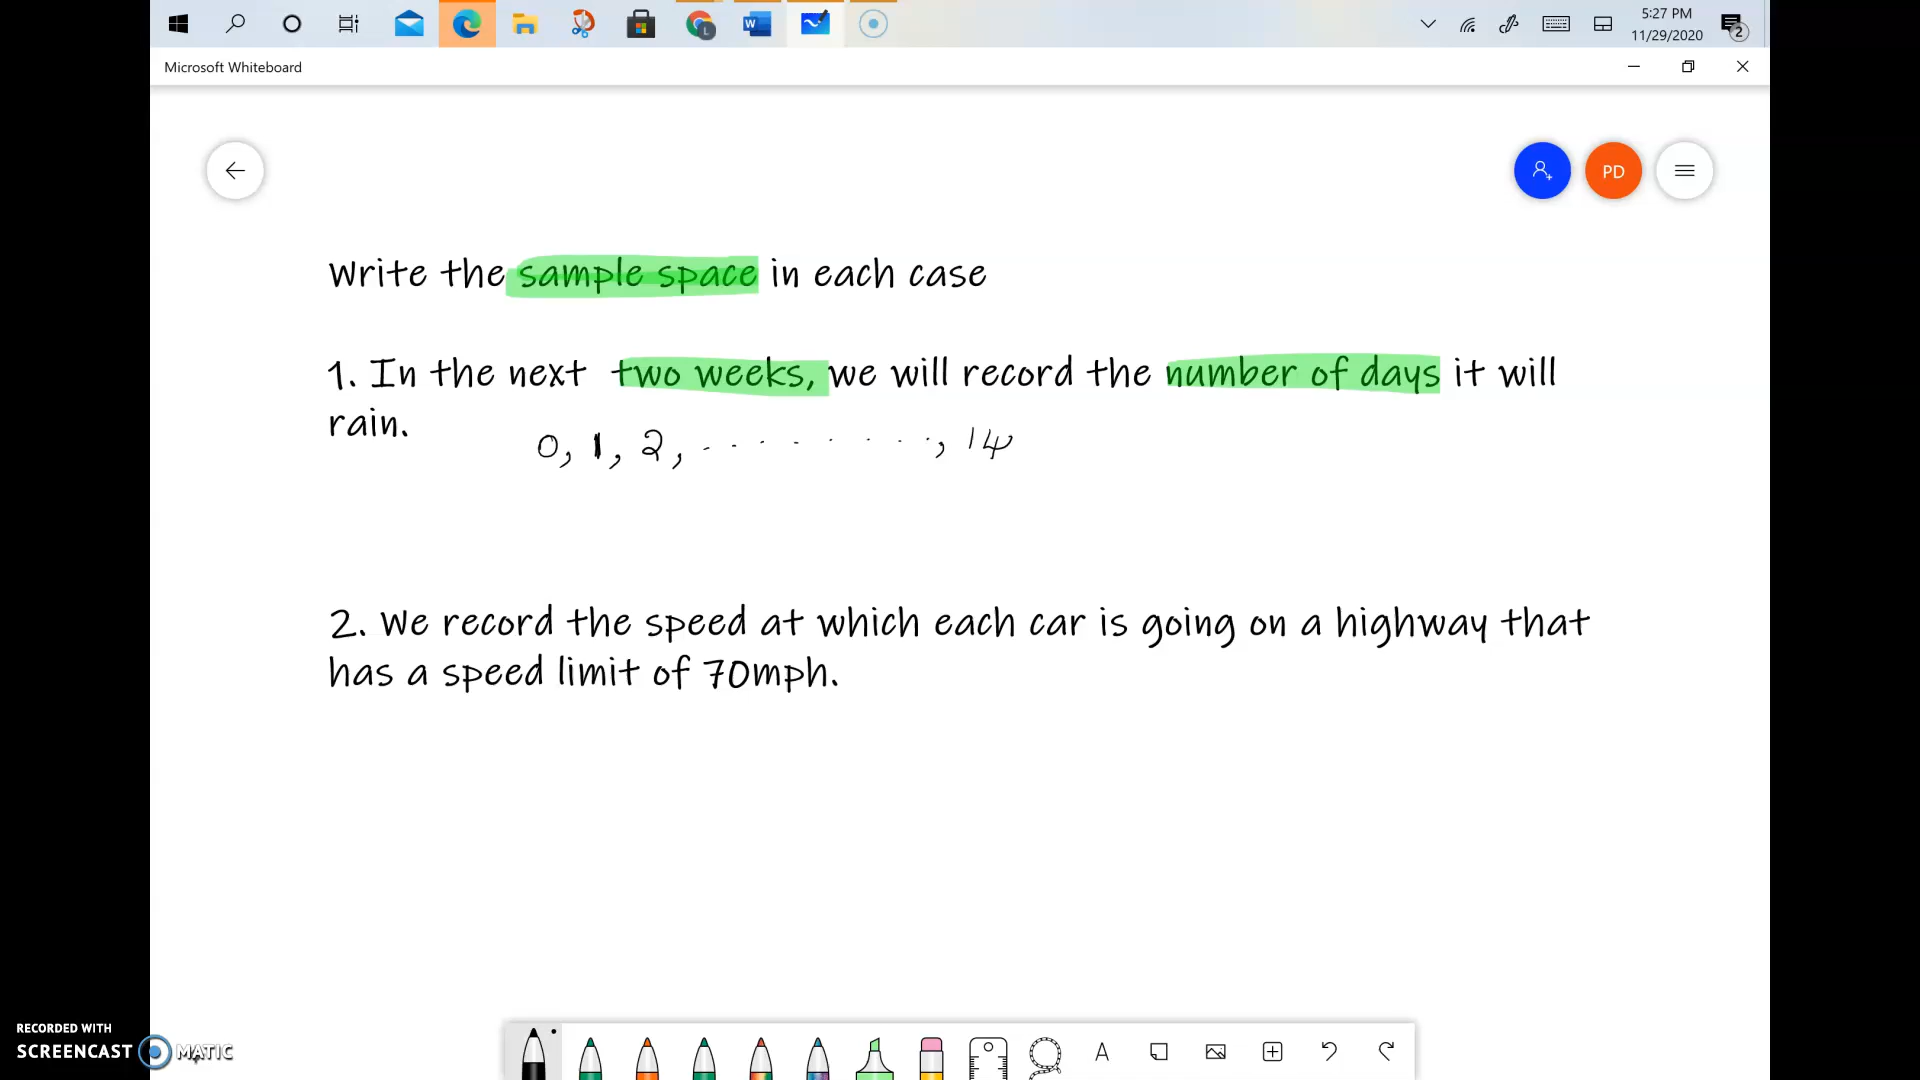 5:27 PM
11/29/2020
2
Microsoft Whiteboard
PD
Write the sample space in each case
1. In the next two weeks, we will record the number of days it will
rain.
0, 1, 2, . . . . . . . . ., 14
2. We record the speed at which each car is going on a highway that
has a speed limit of 70mph.
RECORDED WITH
SCREENCAST MATIC